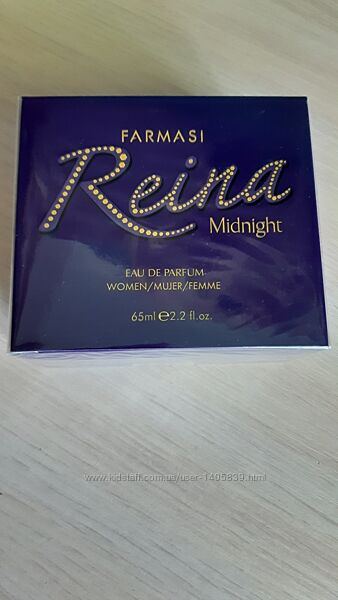 FARMASI
Reina
Midnight
EAU DE PARFUM
WOMEN/MUJER/FEMME
65ml ℮ 2.2 fl.oz.
www.kidstaff.com.ua/user-1405839.html